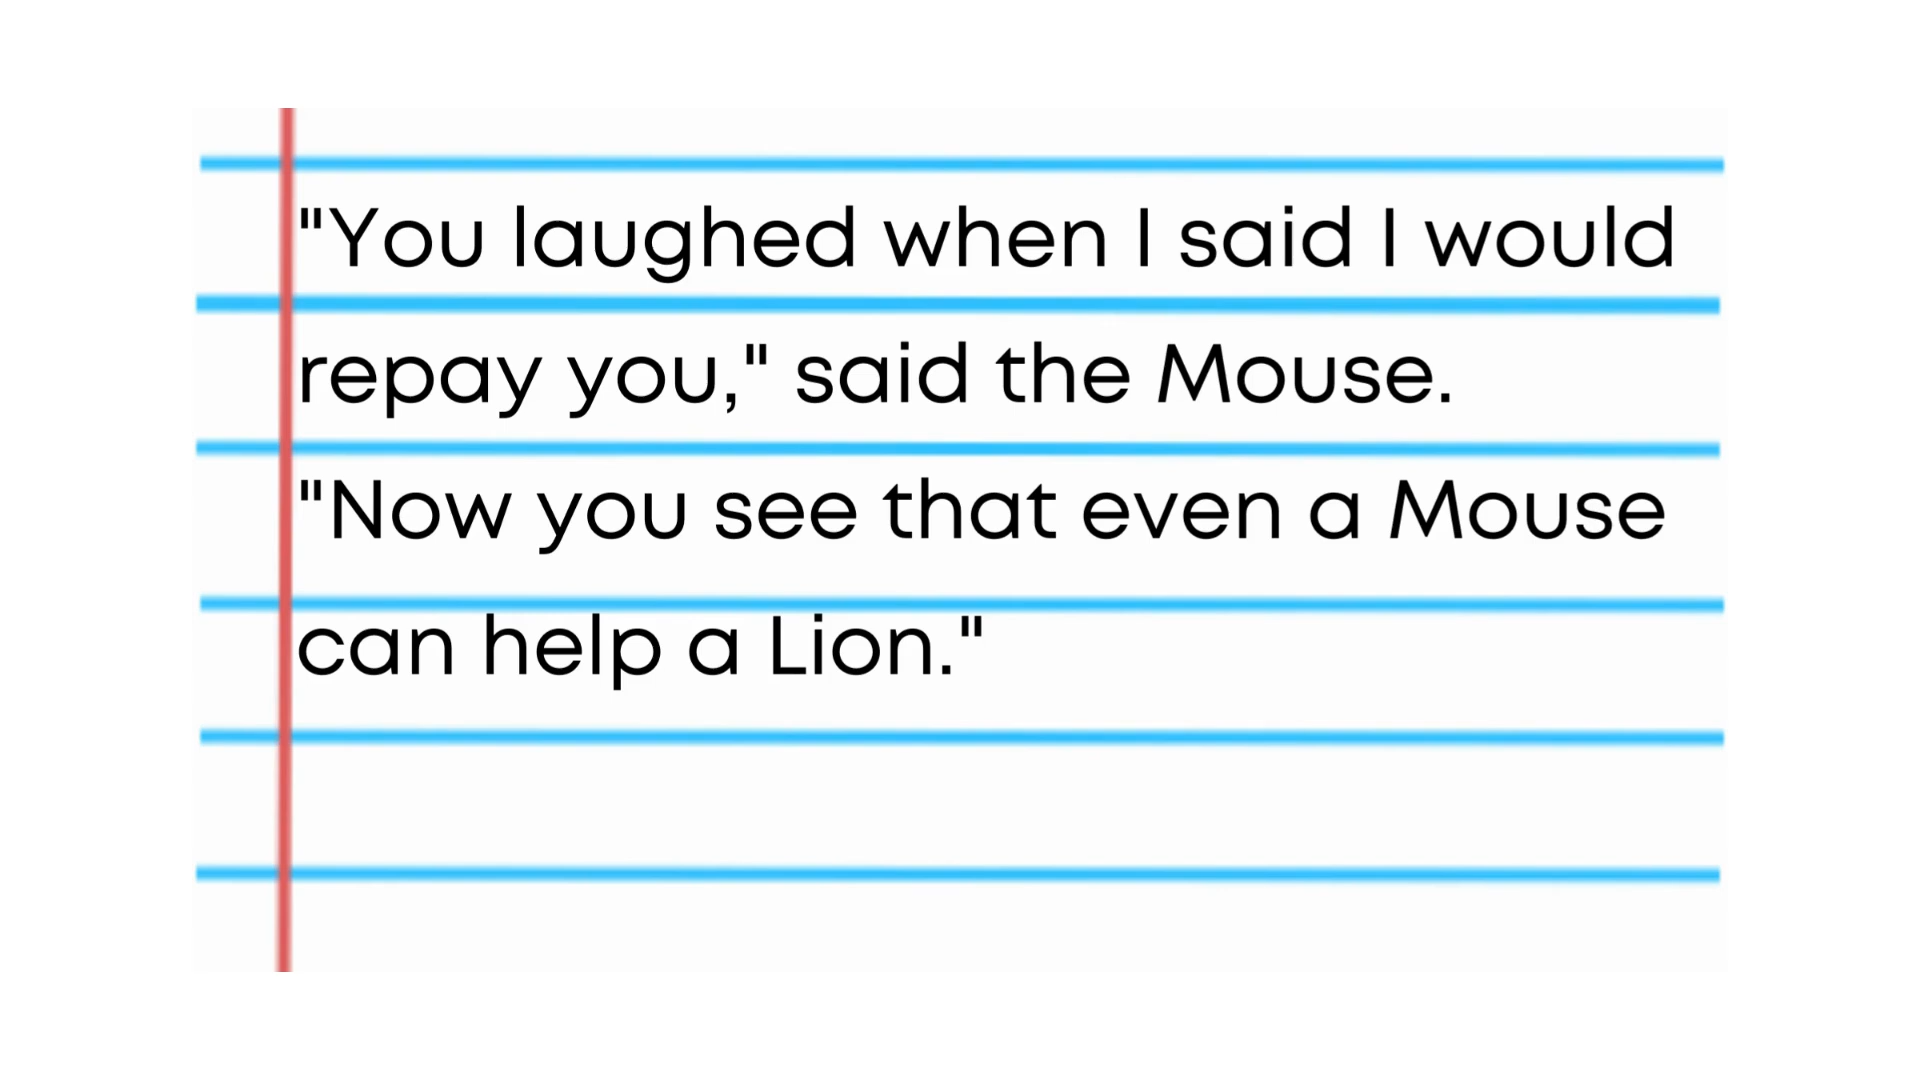 "You laughed when I said I would
repay you," said the Mouse.
"Now you see that even a Mouse
can help a Lion."